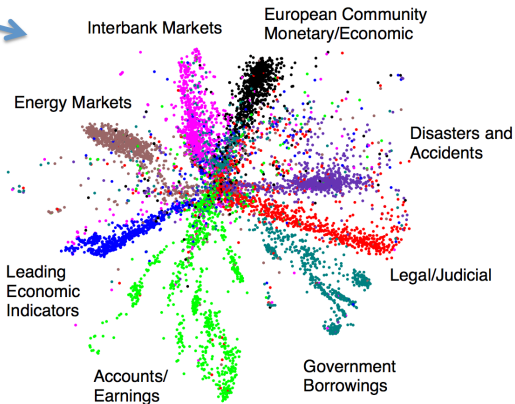 Interbank Markets
European Community
Monetary/Economic
Energy Markets
Disasters and
Accidents
Leading
Economic
Indicators
Legal/Judicial
Accounts/
Earnings
Government
Borrowings